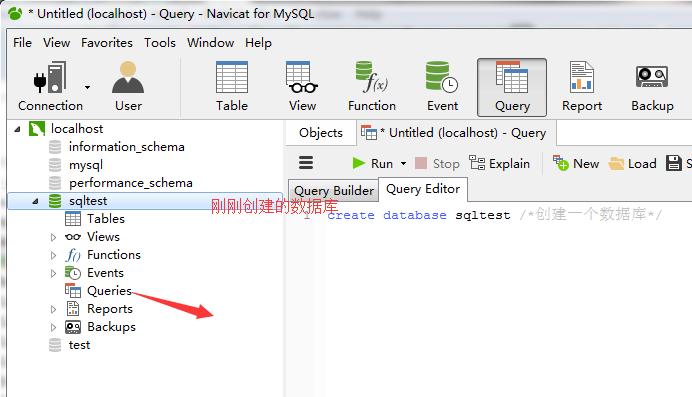 * Untitled (localhost) - Query - Navicat for MySQL
File View Favorites Tools Window Help
Connection User Table View Function Event Query Report Backup
f(x)
localhost
information_schema
mysql
performance_schema
sqltest
Tables
Views
Functions
Events
Queries
Reports
Backups
test
刚刚创建的数据库
Objects * Untitled (localhost) - Query
Run Stop Explain New Load S
Query Builder Query Editor
1 create database sqltest /*创建一个数据库*/